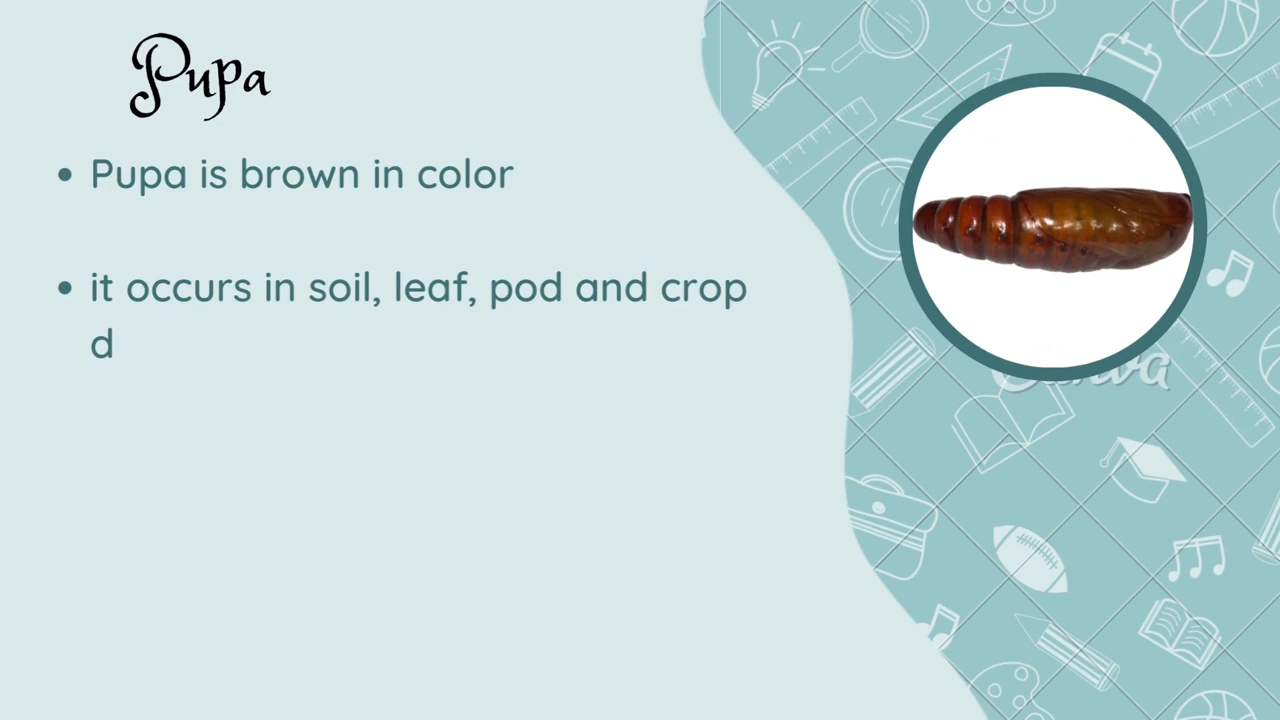 Pupa
• Pupa is brown in color
• it occurs in soil, leaf, pod and crop
d